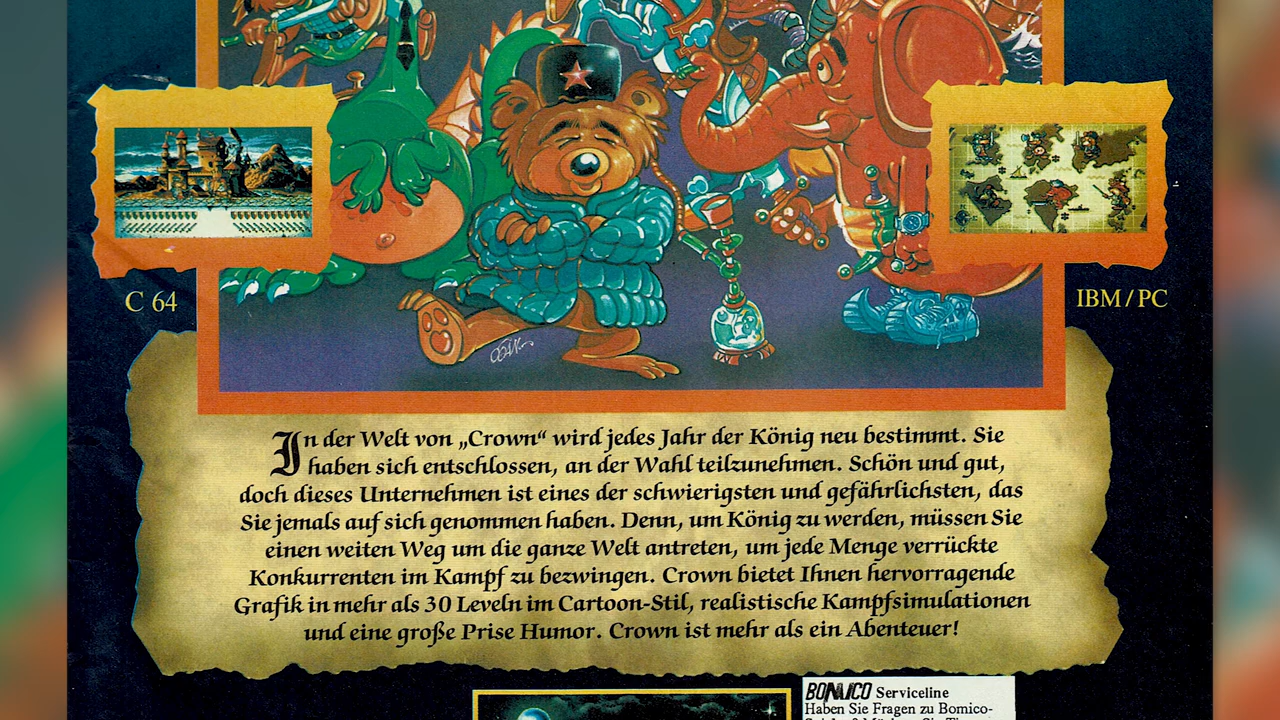 C 64
IBM/PC
In der Welt von „Crown“ wird jedes Jahr der König neu bestimmt. Sie
haben sich entschlossen, an der Wahl teilzunehmen. Schön und gut,
doch dieses Unternehmen ist eines der schwierigsten und gefährlichsten, das
Sie jemals auf sich genommen haben. Denn, um König zu werden, müssen Sie
einen weiten Weg um die ganze Welt antreten, um jede Menge verrückte
Konkurrenten im Kampf zu bezwingen. Crown bietet Ihnen hervorragende
Grafik in mehr als 30 Leveln im Cartoon-Stil, realistische Kampfsimulationen
und eine große Prise Humor. Crown ist mehr als ein Abenteuer!
BOMICO Serviceline
Haben Sie Fragen zu Bomico-